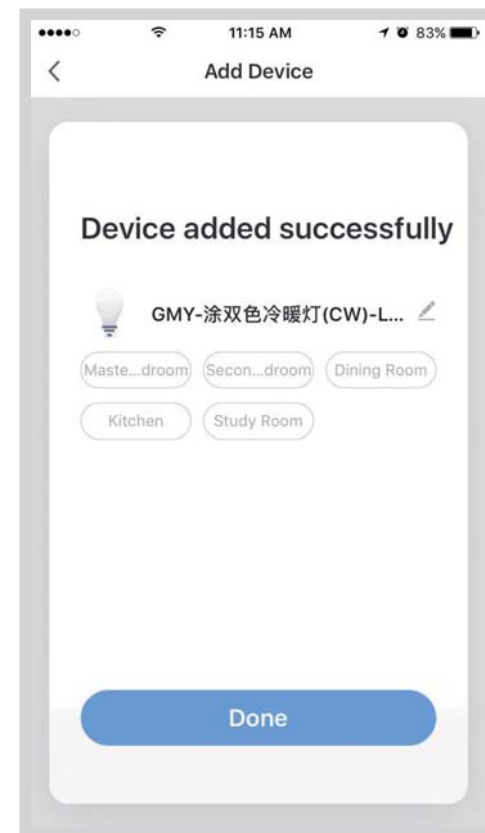 11:15 AM 83%
Add Device
Device added successfully
GMY-涂双色冷暖灯(CW)-L...
Maste...droom Secon...droom Dining Room
Kitchen Study Room
Done